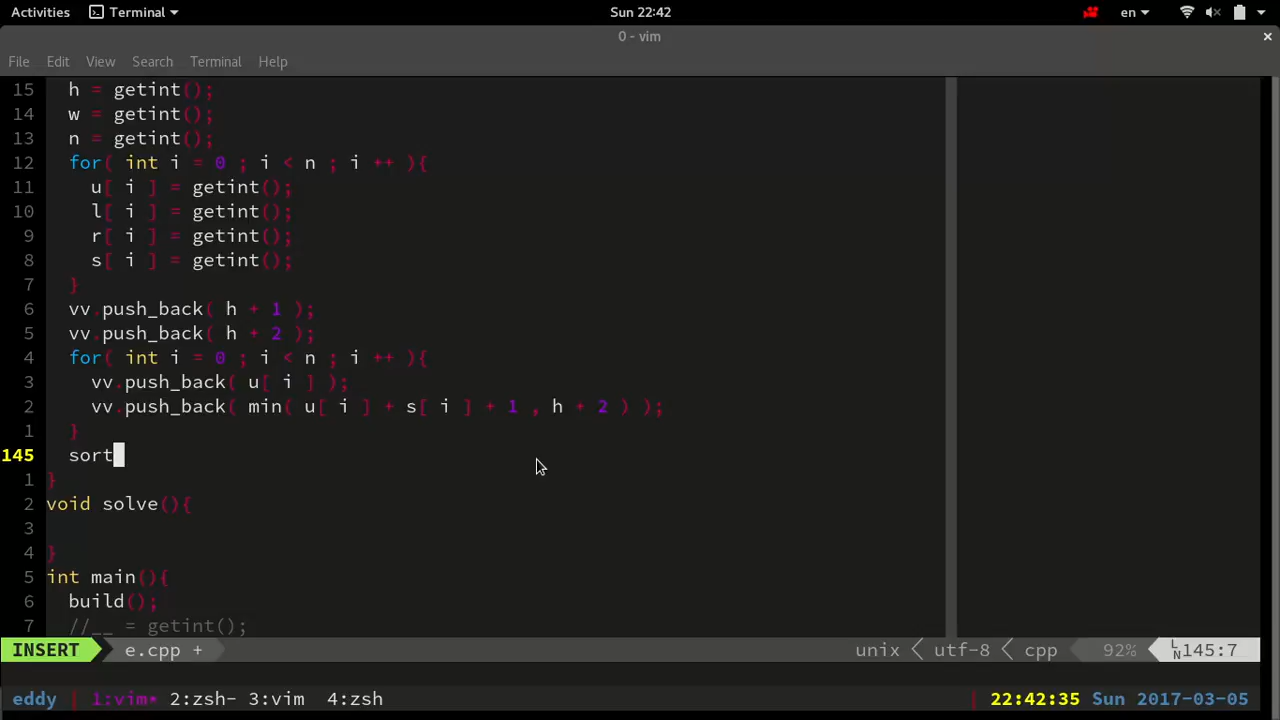 Activities Terminal Sun 22:42 en
0 - vim ×
File Edit View Search Terminal Help
15 h = getint();
14 w = getint();
13 n = getint();
12 for( int i = 0 ; i < n ; i ++ ){
11 u[ i ] = getint();
10 l[ i ] = getint();
9 r[ i ] = getint();
8 s[ i ] = getint();
7 }
6 vv.push_back( h + 1 );
5 vv.push_back( h + 2 );
4 for( int i = 0 ; i < n ; i ++ ){
3 vv.push_back( u[ i ] );
2 vv.push_back( min( u[ i ] + s[ i ] + 1 , h + 2 ) );
1 }
145 sort
1 }
2 void solve(){
3
4 }
5 int main(){
6 build();
7 //__ = getint();
INSERT e.cpp + unix utf-8 cpp 92% LN 145:7
eddy 1:vim* 2:zsh- 3:vim 4:zsh 22:42:35 Sun 2017-03-05